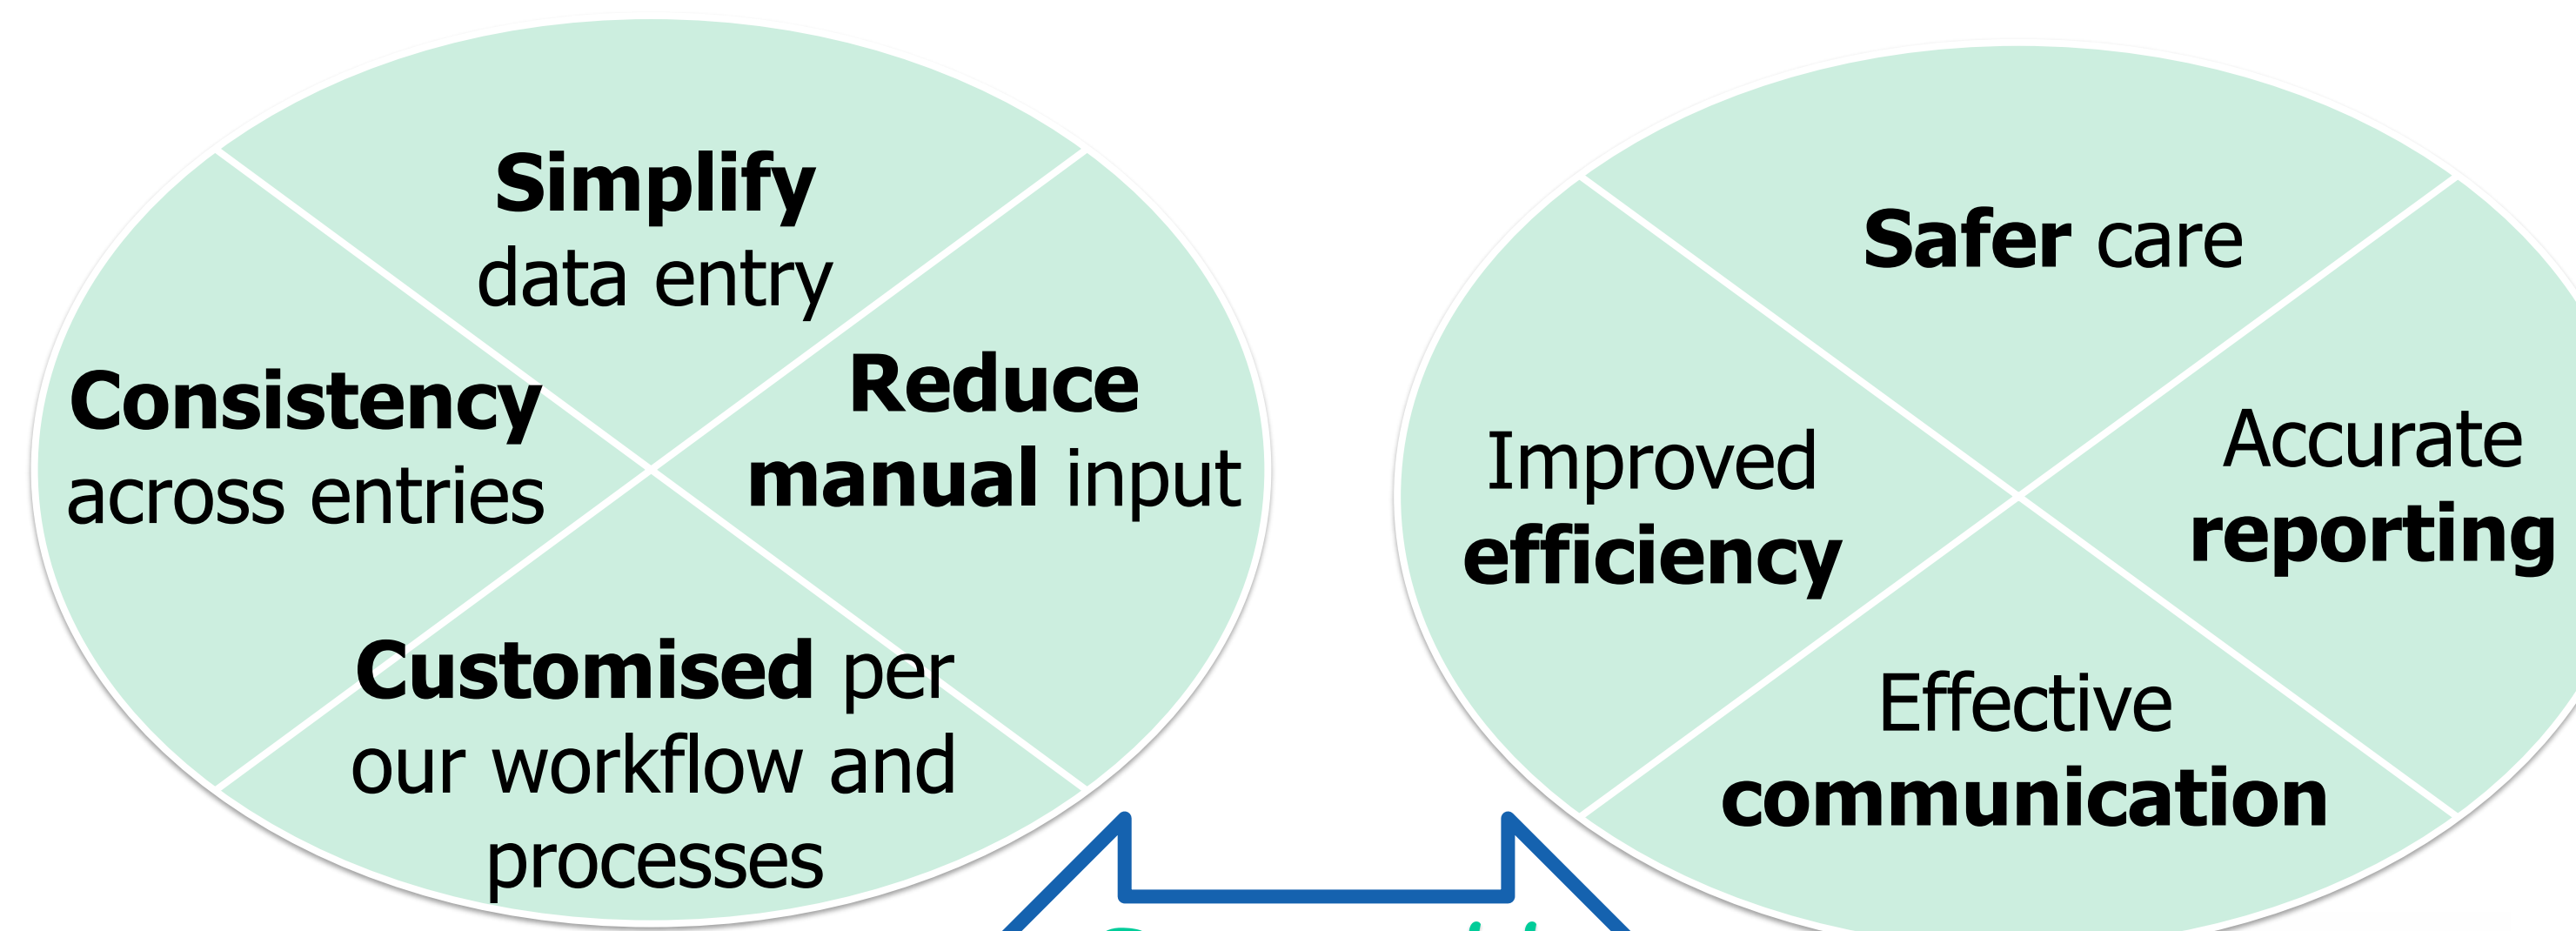 Simplify
data entry
Consistency
across entries
Reduce
manual input
Customised per
our workflow and
processes
Safer care
Improved
efficiency
Accurate
reporting
Effective
communication